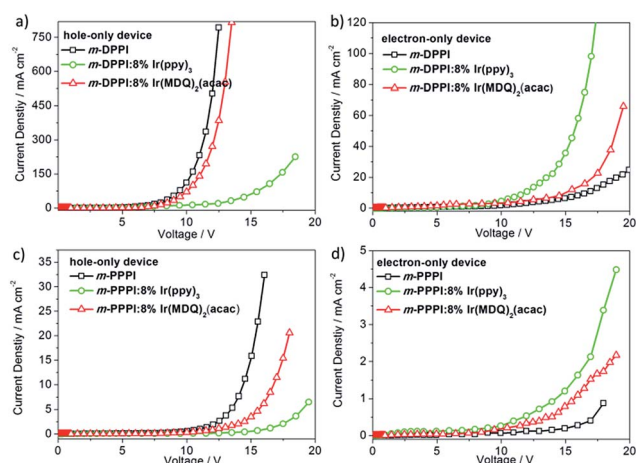 a)
hole-only device
m-DPPI
m-DPPI:8% Ir(ppy)3
m-DPPI:8% Ir(MDQ)2(acac)
Current Denstiy / mA cm-2
750
600
450
300
150
0
0 5 10 15 20
Voltage / V
b)
electron-only device
m-DPPI
m-DPPI:8% Ir(ppy)3
m-DPPI:8% Ir(MDQ)2(acac)
Current Denstiy / mA cm-2
120
100
80
60
40
20
0
0 5 10 15 20
Voltage / V
c)
hole-only device
m-PPPI
m-PPPI:8% Ir(ppy)3
m-PPPI:8% Ir(MDQ)2(acac)
Current Denstiy / mA cm-2
35
30
25
20
15
10
5
0
0 5 10 15 20
Voltage / V
d)
electron-only device
m-PPPI
m-PPPI:8% Ir(ppy)3
m-PPPI:8% Ir(MDQ)2(acac)
Current Denstiy / mA cm-2
5
4
3
2
1
0
0 5 10 15 20
Voltage / V